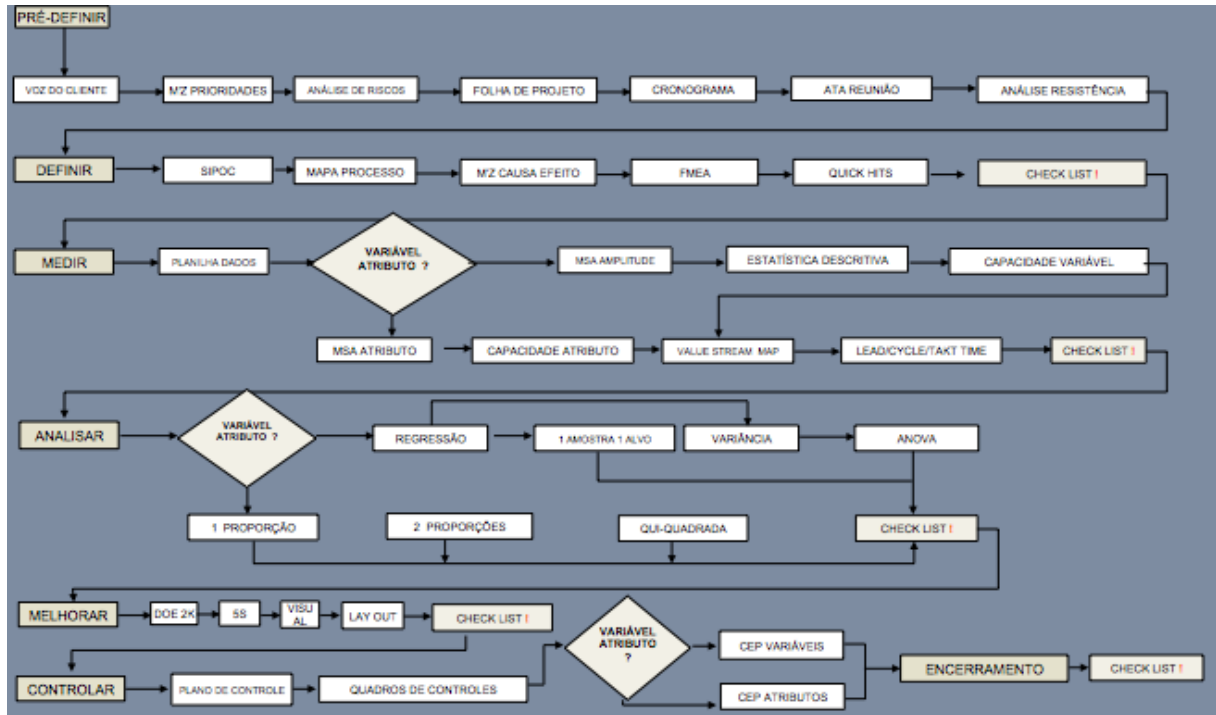 PRÉ-DEFINIR
VOZ DO CLIENTE
M'Z PRIORIDADES
ANÁLISE DE RISCOS
FOLHA DE PROJETO
CRONOGRAMA
ATA REUNIÃO
ANÁLISE RESISTÊNCIA
DEFINIR
SIPOC
MAPA PROCESSO
M'Z CAUSA EFEITO
FMEA
QUICK HITS
CHECK LIST !
MEDIR
PLANILHA DADOS
VARIÁVEL
ATRIBUTO ?
MSA AMPLITUDE
ESTATÍSTICA DESCRITIVA
CAPACIDADE VARIÁVEL
MSA ATRIBUTO
CAPACIDADE ATRIBUTO
VALUE STREAM MAP
LEAD/CYCLE/TAKT TIME
CHECK LIST !
ANALISAR
VARIÁVEL
ATRIBUTO ?
REGRESSÃO
1 AMOSTRA 1 ALVO
VARIÂNCIA
ANOVA
1 PROPORÇÃO
2 PROPORÇÕES
QUI-QUADRADA
CHECK LIST !
MELHORAR
DOE 2K
5S
VISU
AL
LAY OUT
CHECK LIST !
VARIÁVEL
ATRIBUTO
?
CEP VARIÁVEIS
CONTROLAR
PLANO DE CONTROLE
QUADROS DE CONTROLES
CEP ATRIBUTOS
ENCERRAMENTO
CHECK LIST !